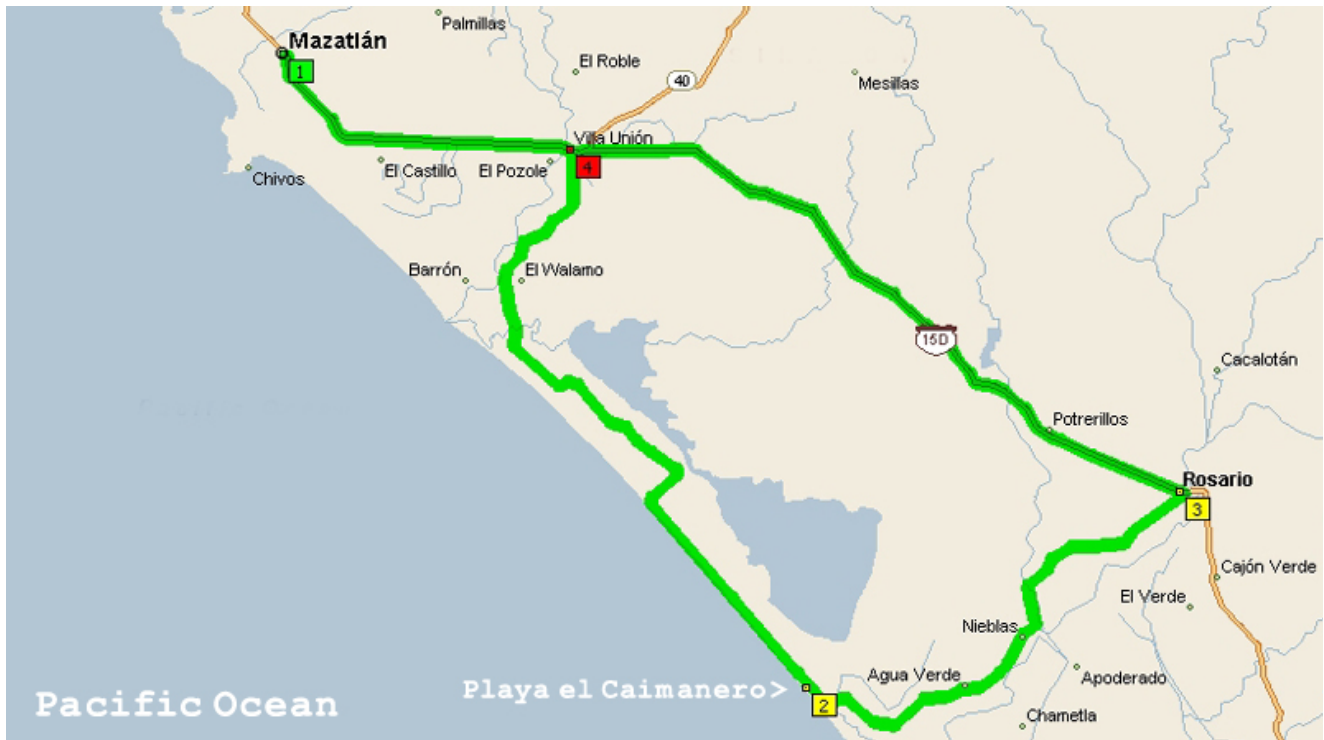 Palmillas
Mazatlán
1
El Roble
40
Mesillas
Villa Unión
El Castillo
El Pozole
4
Chivos
Barrón
El Walamo
15D
Cacalotán
Potrerillos
Rosario
3
Cajón Verde
El Verde
Nieblas
Agua Verde
Apoderado
Playa el Caimanero>
2
Pacific Ocean
Chametla